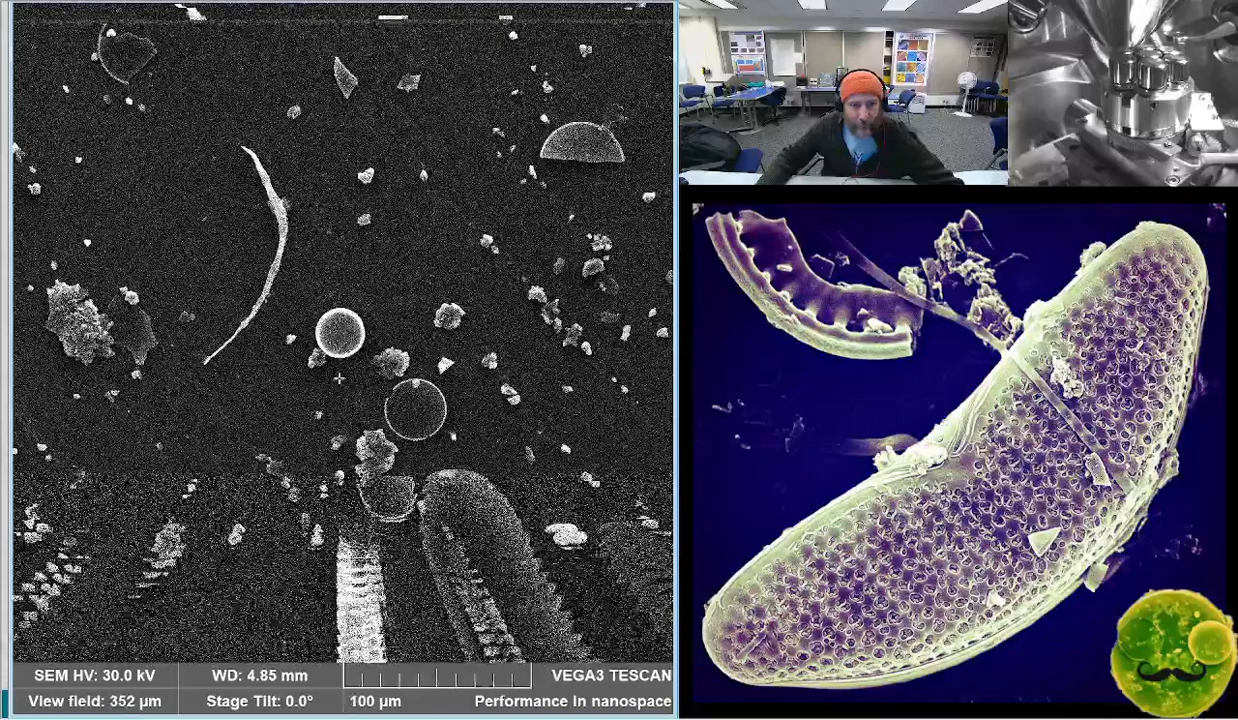 SEM HV: 30.0 kV
WD: 4.85 mm
VEGA3 TESCAN
View field: 352 µm
Stage Tilt: 0.0°
100 µm
Performance in nanospace